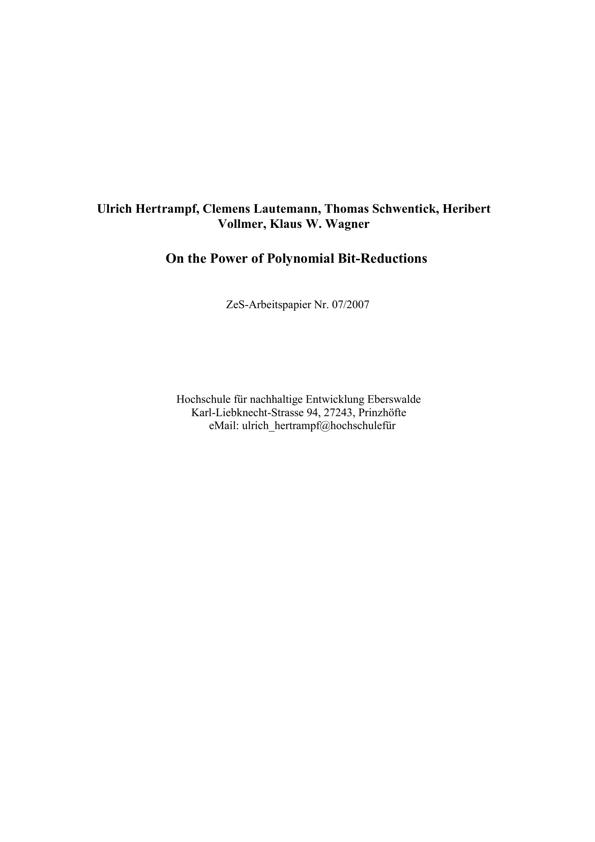 Ulrich Hertrampf, Clemens Lautemann, Thomas Schwentick, Heribert
Vollmer, Klaus W. Wagner
On the Power of Polynomial Bit-Reductions
ZeS-Arbeitspapier Nr. 07/2007
Hochschule für nachhaltige Entwicklung Eberswalde
Karl-Liebknecht-Strasse 94, 27243, Prinzhöfte
eMail: ulrich_hertrampf@hochschulefür